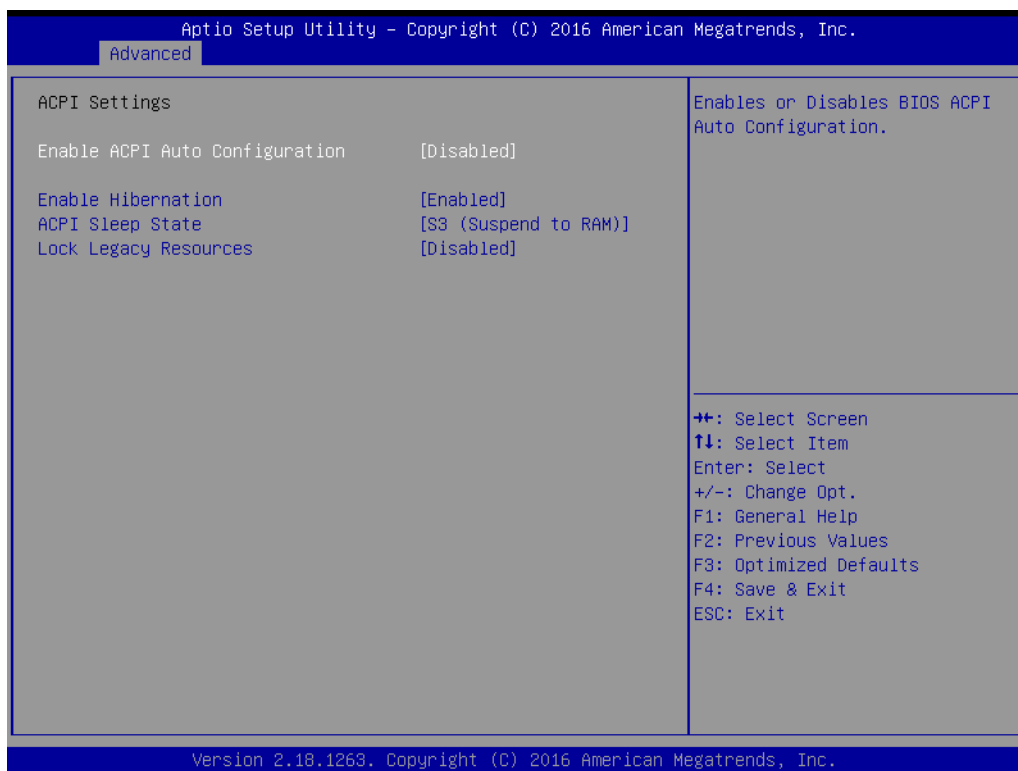 Aptio Setup Utility – Copyright (C) 2016 American Megatrends, Inc.
Advanced
ACPI Settings
Enable ACPI Auto Configuration [Disabled]
Enable Hibernation [Enabled]
ACPI Sleep State [S3 (Suspend to RAM)]
Lock Legacy Resources [Disabled]
Enables or Disables BIOS ACPI
Auto Configuration.
→←: Select Screen
↑↓: Select Item
Enter: Select
+/-: Change Opt.
F1: General Help
F2: Previous Values
F3: Optimized Defaults
F4: Save & Exit
ESC: Exit
Version 2.18.1263. Copyright (C) 2016 American Megatrends, Inc.